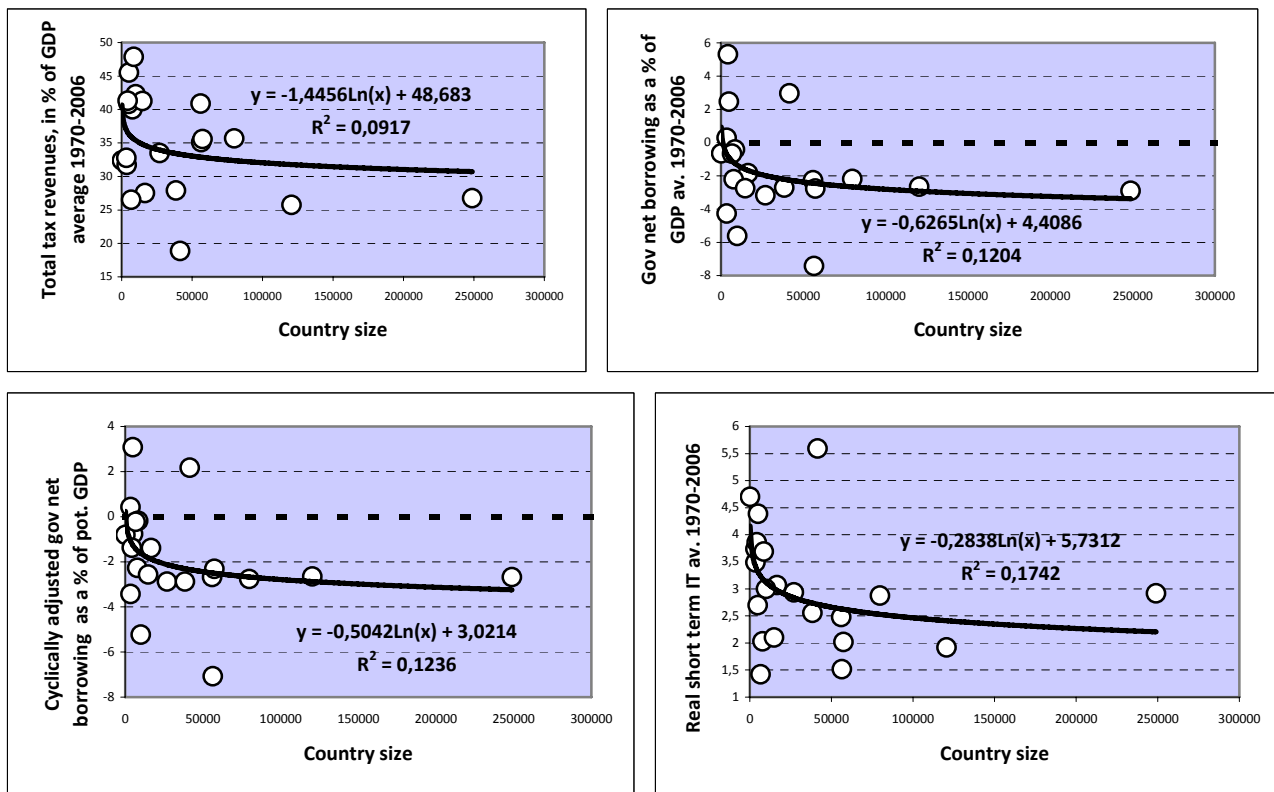 Total tax revenues, in % of GDP
average 1970-2006
50
45
40
35
30
25
20
15
y = -1,4456Ln(x) + 48,683
R² = 0,0917
0 50000 100000 150000 200000 250000 300000
Country size
Gov net borrowing as a % of
GDP av. 1970-2006
6
4
2
0
-2
-4
-6
-8
y = -0,6265Ln(x) + 4,4086
R² = 0,1204
0 50000 100000 150000 200000 250000 300000
Country size
Cyclically adjusted gov net
borrowing as a % of pot. GDP
4
2
0
-2
-4
-6
-8
y = -0,5042Ln(x) + 3,0214
R² = 0,1236
0 50000 100000 150000 200000 250000 300000
Country size
Real short term IT av. 1970-2006
6
5,5
5
4,5
4
3,5
3
2,5
2
1,5
1
y = -0,2838Ln(x) + 5,7312
R² = 0,1742
0 50000 100000 150000 200000 250000 300000
Country size